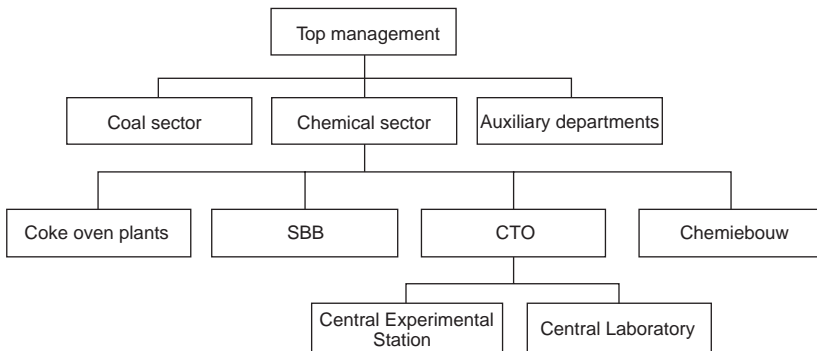 Top management
Coal sector
Chemical sector
Auxiliary departments
Coke oven plants
SBB
CTO
Chemiebouw
Central Experimental
Station
Central Laboratory